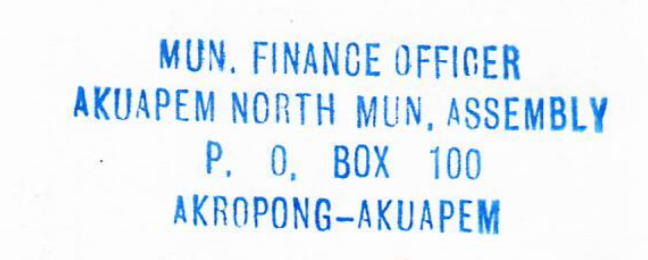 MUN. FINANCE OFFICER
AKUAPEM NORTH MUN. ASSEMBLY
P. O. BOX 100
AKROPONG-AKUAPEM